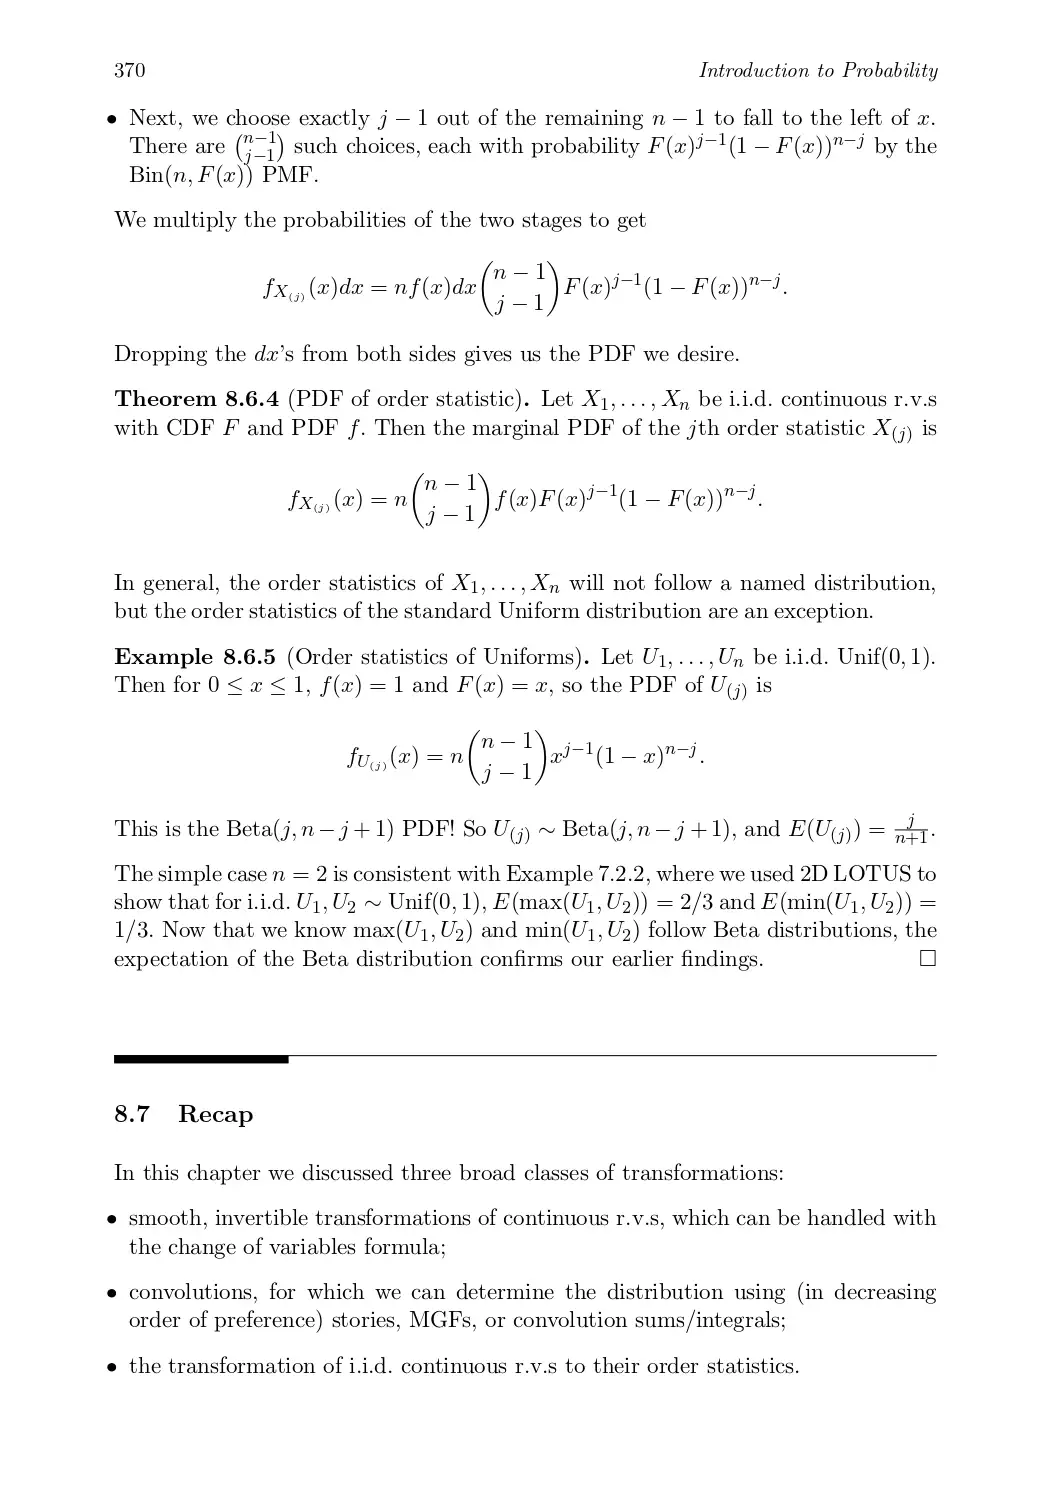 370 Introduction to Probability
• Next, we choose exactly j − 1 out of the remaining n − 1 to fall to the left of x.
There are \binom{n−1}{j−1} such choices, each with probability F(x)^{j−1}(1 − F(x))^{n−j} by the
Bin(n, F(x)) PMF.
We multiply the probabilities of the two stages to get
f_{X_{(j)}}(x)dx = nf(x)dx\binom{n − 1}{j − 1}F(x)^{j−1}(1 − F(x))^{n−j}.
Dropping the dx’s from both sides gives us the PDF we desire.
Theorem 8.6.4 (PDF of order statistic). Let X_1, . . . , X_n be i.i.d. continuous r.v.s
with CDF F and PDF f. Then the marginal PDF of the jth order statistic X_{(j)} is
f_{X_{(j)}}(x) = n\binom{n − 1}{j − 1}f(x)F(x)^{j−1}(1 − F(x))^{n−j}.
In general, the order statistics of X_1, . . . , X_n will not follow a named distribution,
but the order statistics of the standard Uniform distribution are an exception.
Example 8.6.5 (Order statistics of Uniforms). Let U_1, . . . , U_n be i.i.d. Unif(0, 1).
Then for 0 ≤ x ≤ 1, f(x) = 1 and F(x) = x, so the PDF of U_{(j)} is
f_{U_{(j)}}(x) = n\binom{n − 1}{j − 1}x^{j−1}(1 − x)^{n−j}.
This is the Beta(j, n − j + 1) PDF! So U_{(j)} ∼ Beta(j, n − j + 1), and E(U_{(j)}) = \frac{j}{n+1}.
The simple case n = 2 is consistent with Example 7.2.2, where we used 2D LOTUS to
show that for i.i.d. U_1, U_2 ∼ Unif(0, 1), E(max(U_1, U_2)) = 2/3 and E(min(U_1, U_2)) =
1/3. Now that we know max(U_1, U_2) and min(U_1, U_2) follow Beta distributions, the
expectation of the Beta distribution confirms our earlier findings. □
8.7 Recap
In this chapter we discussed three broad classes of transformations:
• smooth, invertible transformations of continuous r.v.s, which can be handled with
the change of variables formula;
• convolutions, for which we can determine the distribution using (in decreasing
order of preference) stories, MGFs, or convolution sums/integrals;
• the transformation of i.i.d. continuous r.v.s to their order statistics.